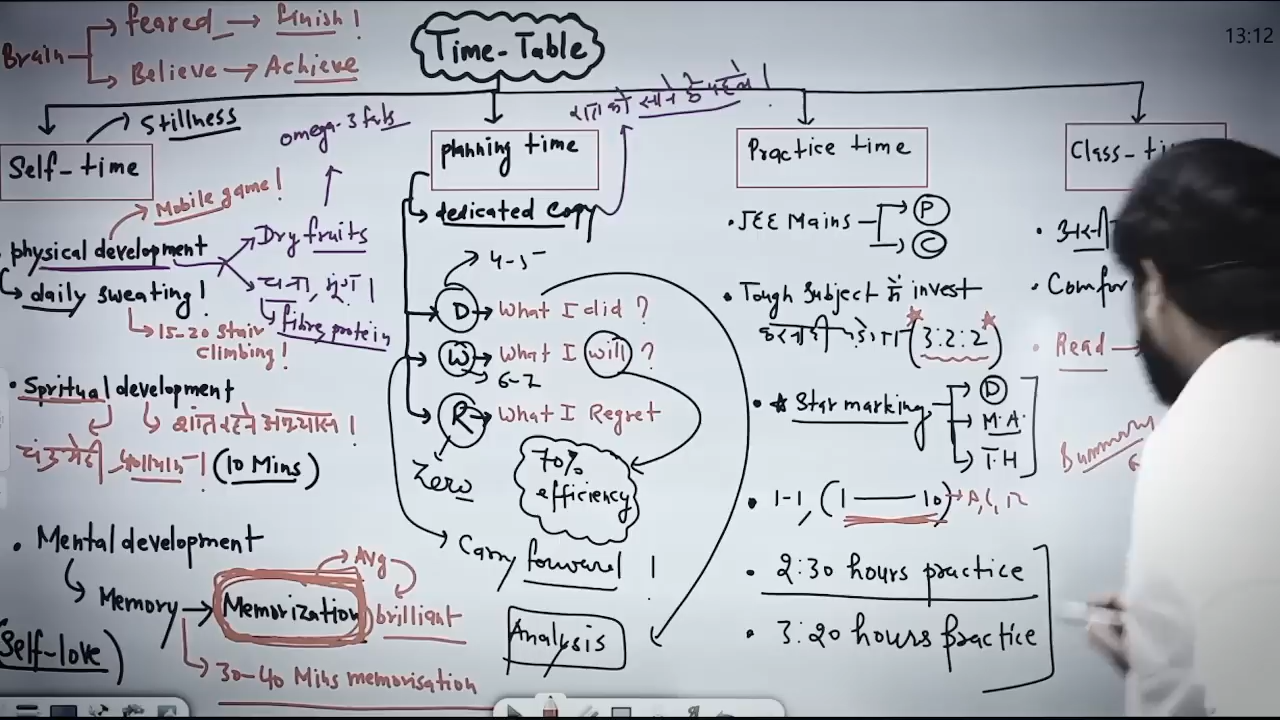 13:12
Brain
feared → finish !
Believe → Achieve
Time-Table
Self-time
Stillness
physical development
Mobile game !
daily sweating !
15-20 stair
climbing !
Dry fruits
omega-3 fats
चना, मूंग ।
fibre protein
Spritual development
(10 Mins)
Mental development
Memory → Memorization
Avg
brilliant
30-40 Mins memorisation
(Self-love)
planning time
dedicated copy
4-5
D → What I did ?
W → What I will ?
6-7
R → What I Regret
Zero
70%
efficiency
Carry forward !
Analysis
Practice time
• JEE Mains
P
C
• Tough Subject में invest
(3:2:2)
• * Star marking
D
M.A.
T.H
• 1-1, (1 — 10)
• 2:30 hours practice
• 3:20 hours practice
Class-ti
•
• Comfor
• Read →
Summary